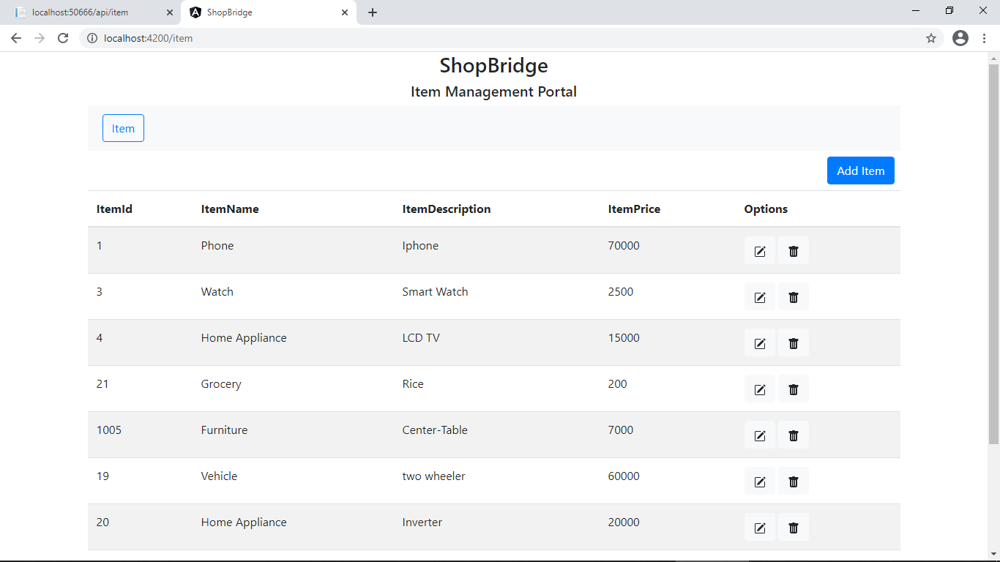 localhost:50666/api/item ShopBridge
localhost:4200/item
ShopBridge
Item Management Portal
Item
Add Item
ItemId ItemName ItemDescription ItemPrice Options
1 Phone Iphone 70000
3 Watch Smart Watch 2500
4 Home Appliance LCD TV 15000
21 Grocery Rice 200
1005 Furniture Center-Table 7000
19 Vehicle two wheeler 60000
20 Home Appliance Inverter 20000